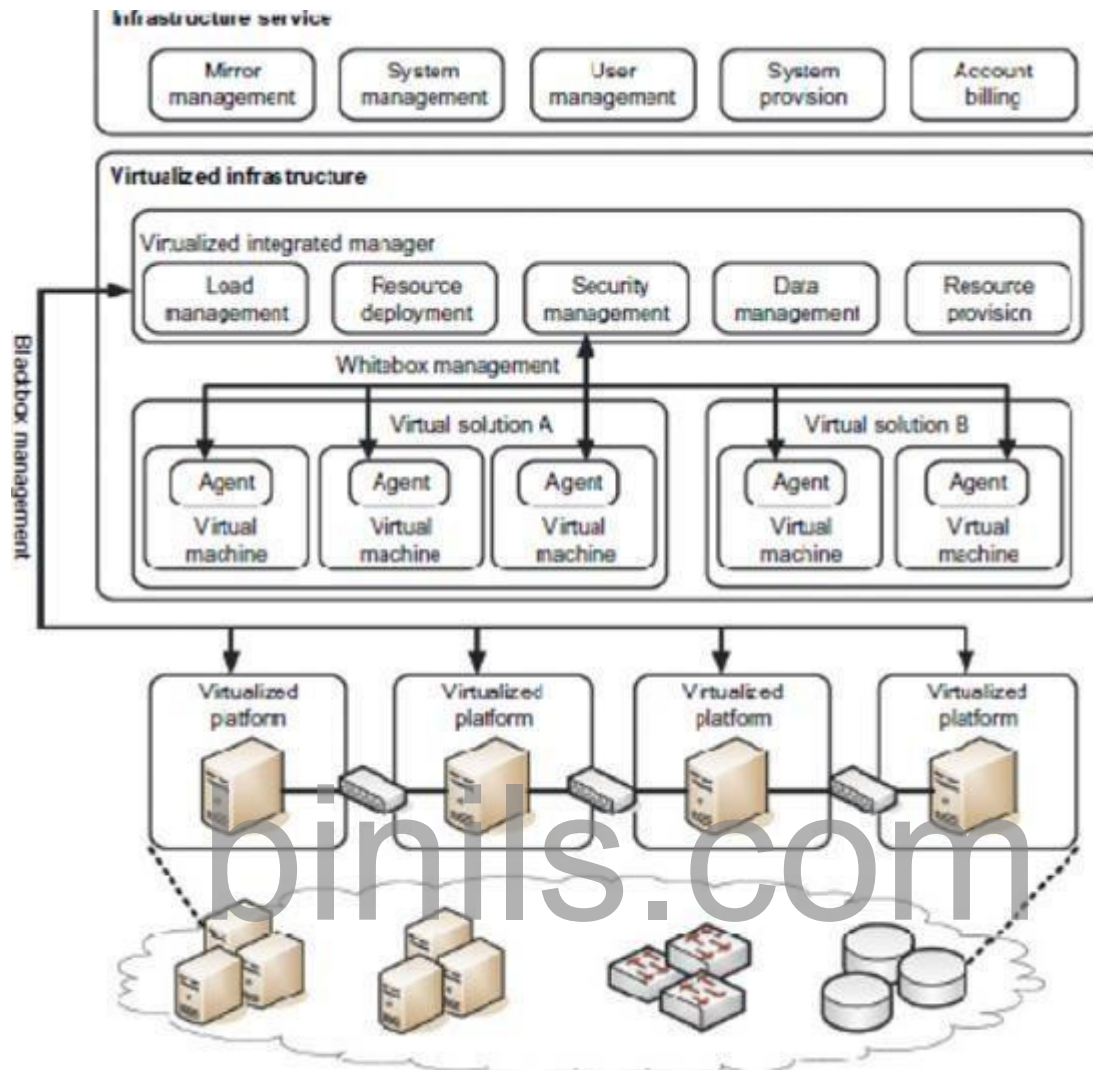 Infrastructure service
Mirror
management
System
management
User
management
System
provision
Account
billing
Virtualized infrastructure
Virtualized integrated manager
Load
management
Resource
deployment
Security
management
Data
management
Resource
provision
Blackbox management
Whitebox management
Virtual solution A
Virtual solution B
Agent
Virtual
machine
Agent
Virtual
machine
Agent
Virtual
machine
Agent
Virtual
machine
Agent
Virtual
machine
Virtualized
platform
Virtualized
platform
Virtualized
platform
Virtualized
platform
binils.com